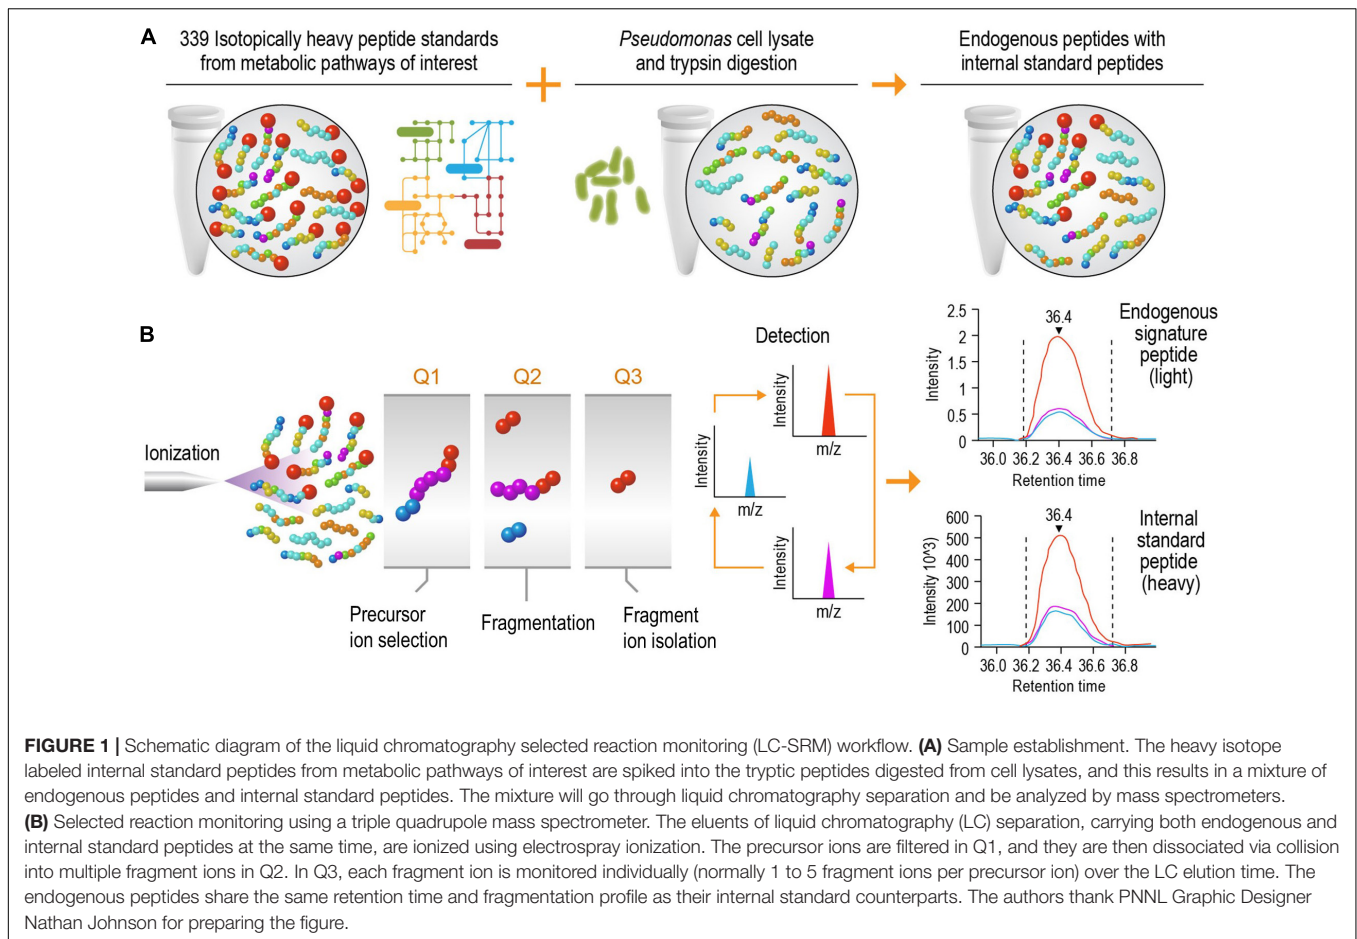 A
339 Isotopically heavy peptide standards
from metabolic pathways of interest
Pseudomonas cell lysate
and trypsin digestion
Endogenous peptides with
internal standard peptides
B
Ionization
Q1
Q2
Q3
Precursor
ion selection
Fragmentation
Fragment
ion isolation
Detection
Intensity
m/z
Intensity
m/z
Intensity
m/z
Endogenous
signature
peptide
(light)
36.4
2.5
2
1.5
1
0.5
0
Intensity
36.0 36.2 36.4 36.6 36.8
Retention time
Internal
standard
peptide
(heavy)
36.4
600
500
400
300
200
100
0
Intensity 10^3)
36.0 36.2 36.4 36.6 36.8
Retention time
FIGURE 1 | Schematic diagram of the liquid chromatography selected reaction monitoring (LC-SRM) workflow. (A) Sample establishment. The heavy isotope
labeled internal standard peptides from metabolic pathways of interest are spiked into the tryptic peptides digested from cell lysates, and this results in a mixture of
endogenous peptides and internal standard peptides. The mixture will go through liquid chromatography separation and be analyzed by mass spectrometers.
(B) Selected reaction monitoring using a triple quadrupole mass spectrometer. The eluents of liquid chromatography (LC) separation, carrying both endogenous and
internal standard peptides at the same time, are ionized using electrospray ionization. The precursor ions are filtered in Q1, and they are then dissociated via collision
into multiple fragment ions in Q2. In Q3, each fragment ion is monitored individually (normally 1 to 5 fragment ions per precursor ion) over the LC elution time. The
endogenous peptides share the same retention time and fragmentation profile as their internal standard counterparts. The authors thank PNNL Graphic Designer
Nathan Johnson for preparing the figure.